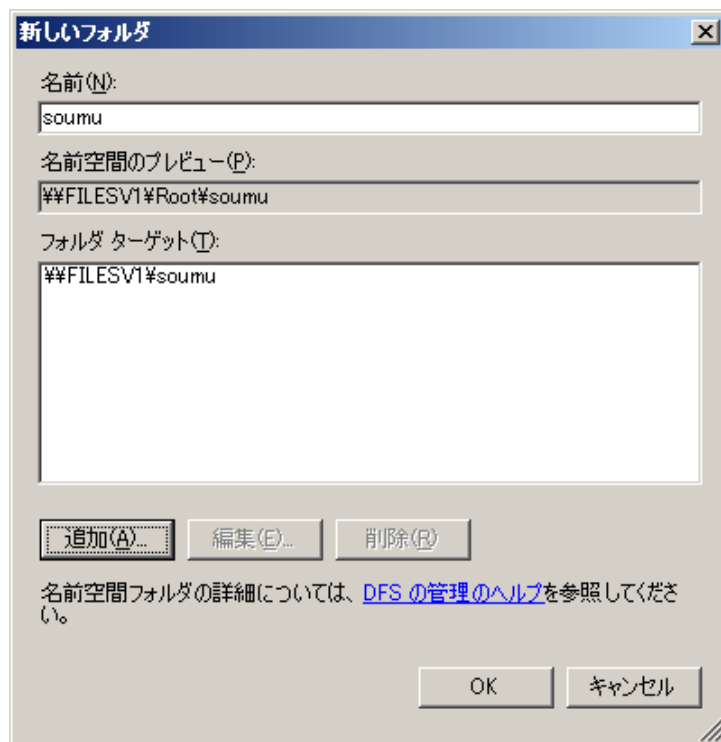 新しいフォルダ
名前(N):
soumu
名前空間のプレビュー(P):
¥¥FILESV1¥Root¥soumu
フォルダ ターゲット(T):
¥¥FILESV1¥soumu
追加(A)... 編集(E)... 削除(R)
名前空間フォルダの詳細については、DFS の管理のヘルプを参照してくださ
い。
OK キャンセル